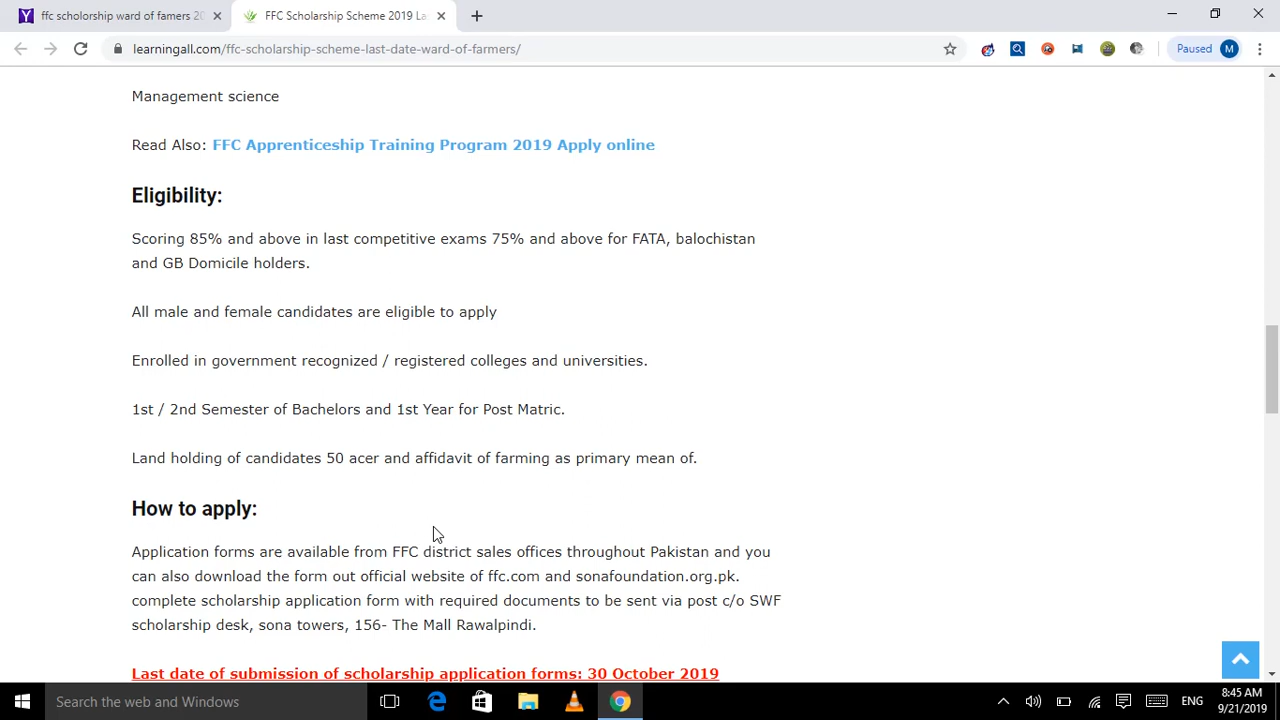 ffc scholorship ward of famers 20
FFC Scholarship Scheme 2019 La
learningall.com/ffc-scholarship-scheme-last-date-ward-of-farmers/
Paused M
Management science
Read Also: FFC Apprenticeship Training Program 2019 Apply online
Eligibility:
Scoring 85% and above in last competitive exams 75% and above for FATA, balochistan
and GB Domicile holders.
All male and female candidates are eligible to apply
Enrolled in government recognized / registered colleges and universities.
1st / 2nd Semester of Bachelors and 1st Year for Post Matric.
Land holding of candidates 50 acer and affidavit of farming as primary mean of.
How to apply:
Application forms are available from FFC district sales offices throughout Pakistan and you
can also download the form out official website of ffc.com and sonafoundation.org.pk.
complete scholarship application form with required documents to be sent via post c/o SWF
scholarship desk, sona towers, 156- The Mall Rawalpindi.
Last date of submission of scholarship application forms: 30 October 2019
Search the web and Windows
ENG
8:45 AM
9/21/2019